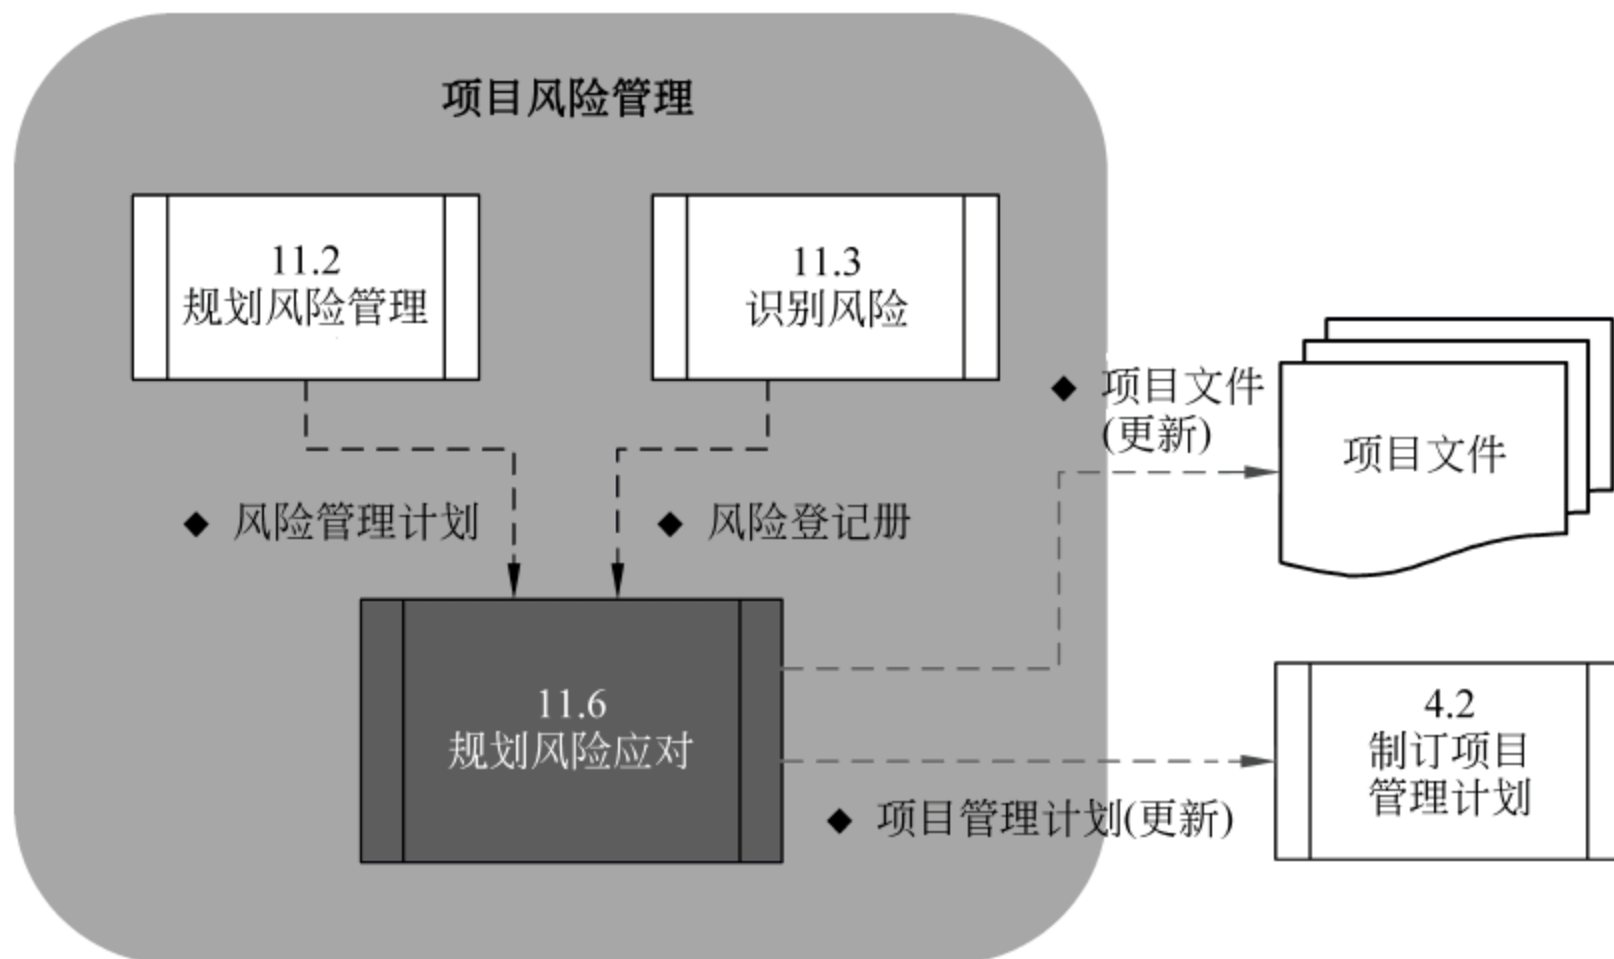 项目风险管理
11.2
规划风险管理
11.3
识别风险
◆ 项目文件
(更新)
项目文件
◆ 风险管理计划
◆ 风险登记册
11.6
规划风险应对
4.2
制订项目
管理计划
◆ 项目管理计划(更新)